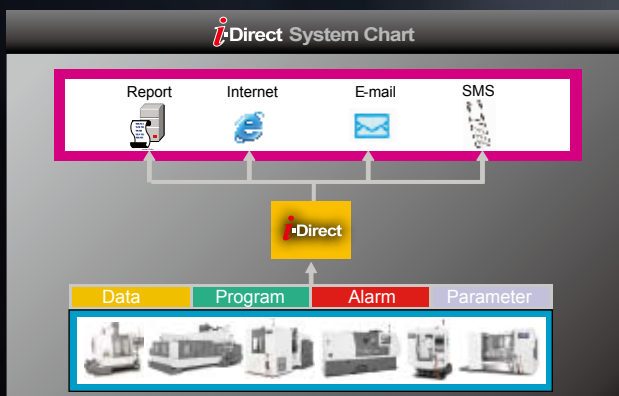 i-Direct System Chart
Report Internet E-mail SMS
i-Direct
Data Program Alarm Parameter